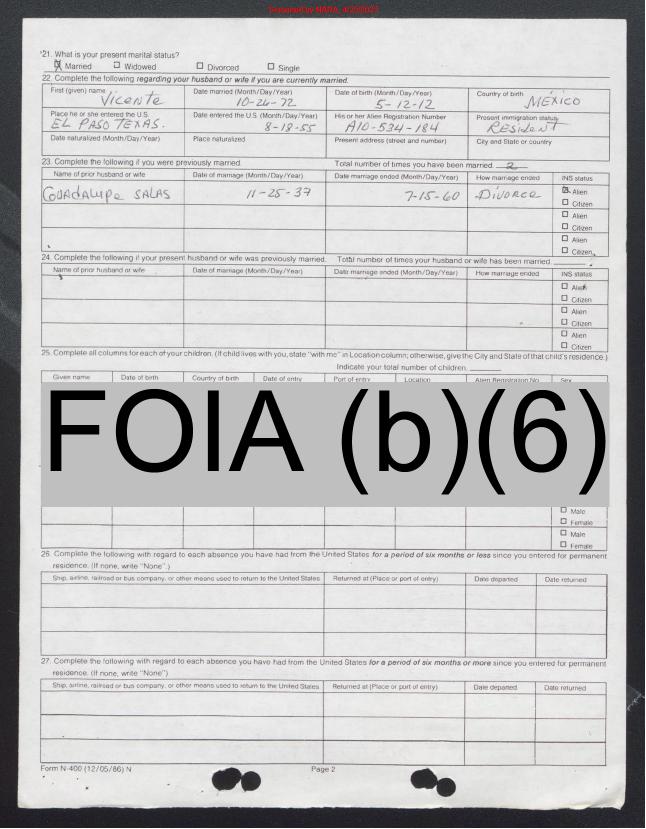 21. What is your present marital status?
☒ Married ☐ Widowed ☐ Divorced ☐ Single
22. Complete the following regarding your husband or wife if you are currently married.
First (given) name Date married (Month/Day/Year) Date of birth (Month/Day/Year) Country of birth
Vicente 10-26-72 5-12-12 MEXICO
Place he or she entered the U.S. Date entered the U.S. (Month/Day/Year) His or her Alien Registration Number Present immigration status
EL PASO TEXAS. 8-18-55 A10-534-184 Resident
Date naturalized (Month/Day/Year) Place naturalized Present address (street and number) City and State or country
23. Complete the following if you were previously married. Total number of times you have been married. 2
Name of prior husband or wife Date of marriage (Month/Day/Year) Date marriage ended (Month/Day/Year) How marriage ended INS status
Guadalupe SALAS 11-25-37 7-15-60 Divorce ☒ Alien
☐ Citizen
☐ Alien
☐ Citizen
☐ Alien
☐ Citizen
24. Complete the following if your present husband or wife was previously married. Total number of times your husband or wife has been married.
Name of prior husband or wife Date of marriage (Month/Day/Year) Date marriage ended (Month/Day/Year) How marriage ended INS status
☐ Alien
☐ Citizen
☐ Alien
☐ Citizen
☐ Alien
☐ Citizen
25. Complete all columns for each of your children. (If child lives with you, state "with me" in Location column; otherwise, give the City and State of that child's residence.)
Indicate your total number of children.
Given name Date of birth Country of birth Date of entry Port of entry Location Alien Registration No. Sex
FOIA (b)(6)
☐ Male
☐ Female
☐ Male
☐ Female
26. Complete the following with regard to each absence you have had from the United States for a period of six months or less since you entered for permanent
residence. (If none, write "None".)
Ship, airline, railroad or bus company, or other means used to return to the United States Returned at (Place or port of entry) Date departed Date returned
27. Complete the following with regard to each absence you have had from the United States for a period of six months or more since you entered for permanent
residence. (If none, write "None")
Ship, airline, railroad or bus company, or other means used to return to the United States Returned at (Place or port of entry) Date departed Date returned
Form N-400 (12/05/86) N Page 2